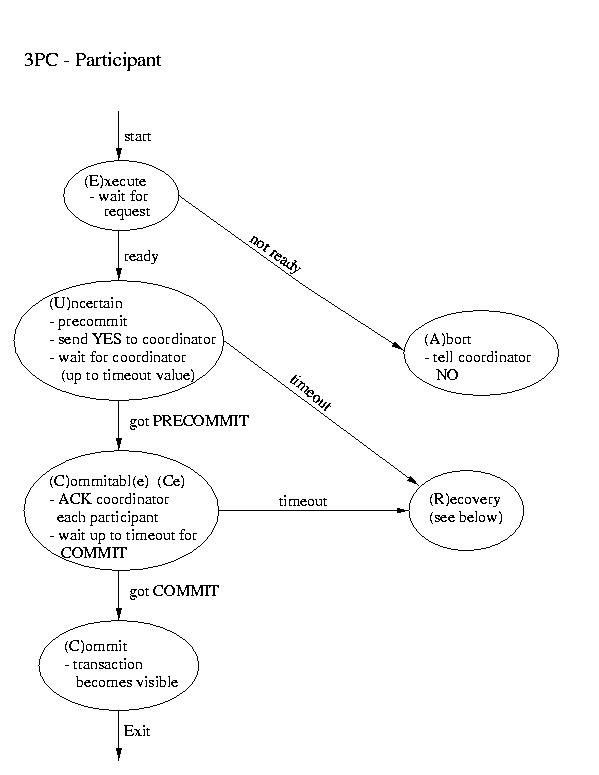 3PC - Participant
start
(E)xecute
- wait for
request
ready
not ready
(U)ncertain
- precommit
- send YES to coordinator
- wait for coordinator
(up to timeout value)
(A)bort
- tell coordinator
NO
timeout
got PRECOMMIT
(C)ommitabl(e) (Ce)
- ACK coordinator
each participant
- wait up to timeout for
COMMIT
timeout
(R)ecovery
(see below)
got COMMIT
(C)ommit
- transaction
becomes visible
Exit